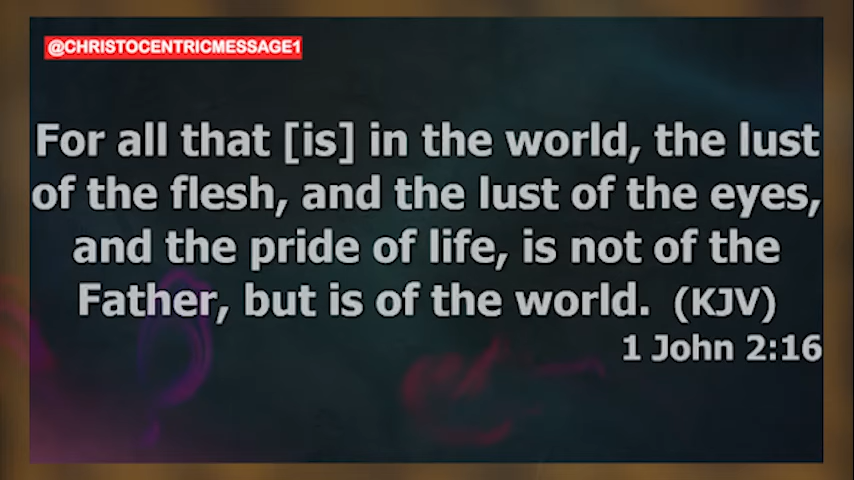 @CHRISTOCENTRICMESSAGE1
For all that [is] in the world, the lust
of the flesh, and the lust of the eyes,
and the pride of life, is not of the
Father, but is of the world. (KJV)
1 John 2:16